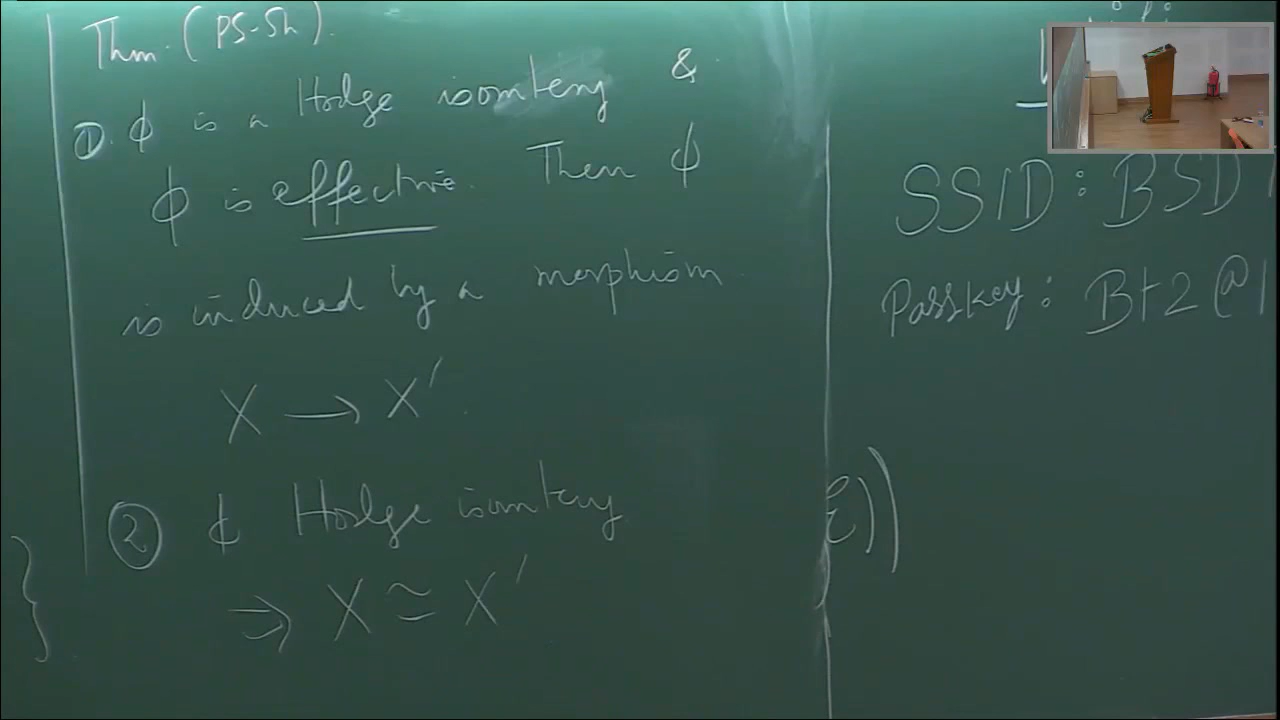 Thm. (PS-Sh).
①. ϕ is a Hodge isometry &
ϕ is effective. Then ϕ
is induced by a morphism
X → X′.
② ϕ Hodge isometry
⇒ X ≃ X′
}
ε))
SSID: BSD
Passkey: Bt2@1